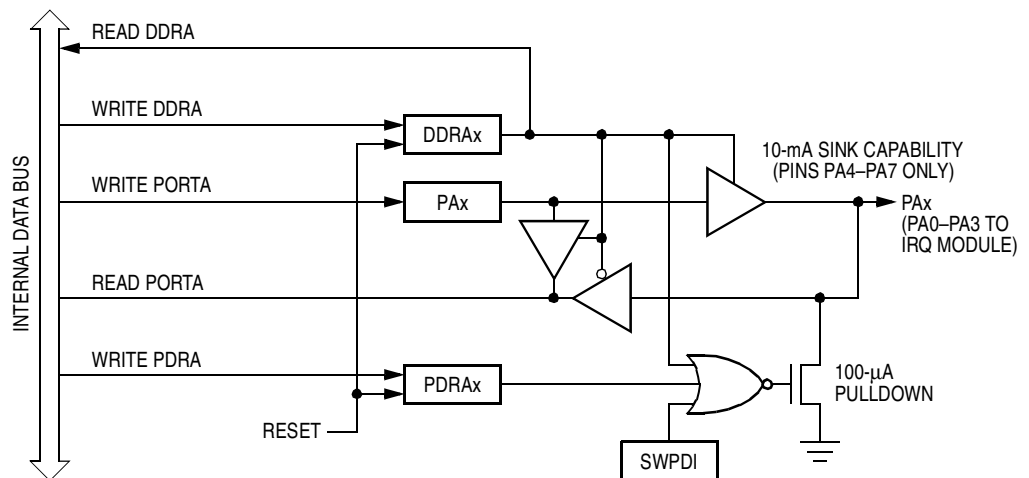 READ DDRA
WRITE DDRA
DDRAx
10-mA SINK CAPABILITY
(PINS PA4–PA7 ONLY)
WRITE PORTA
PAx
PAx
(PA0–PA3 TO
IRQ MODULE)
INTERNAL DATA BUS
READ PORTA
WRITE PDRA
PDRAx
100-µA
PULLDOWN
RESET
SWPDI